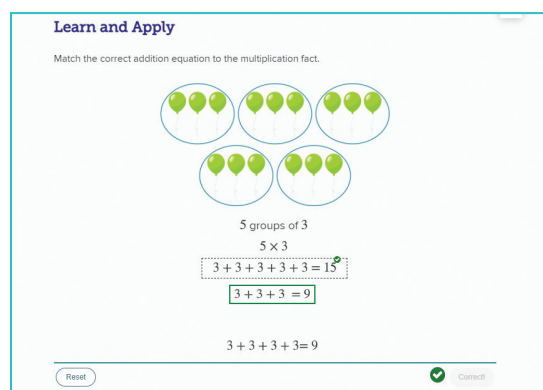 Learn and Apply
Match the correct addition equation to the multiplication fact.
5 groups of 3
5 × 3
3 + 3 + 3 + 3 + 3 = 15
3 + 3 + 3 = 9
3 + 3 + 3 + 3= 9
Reset
Correct!